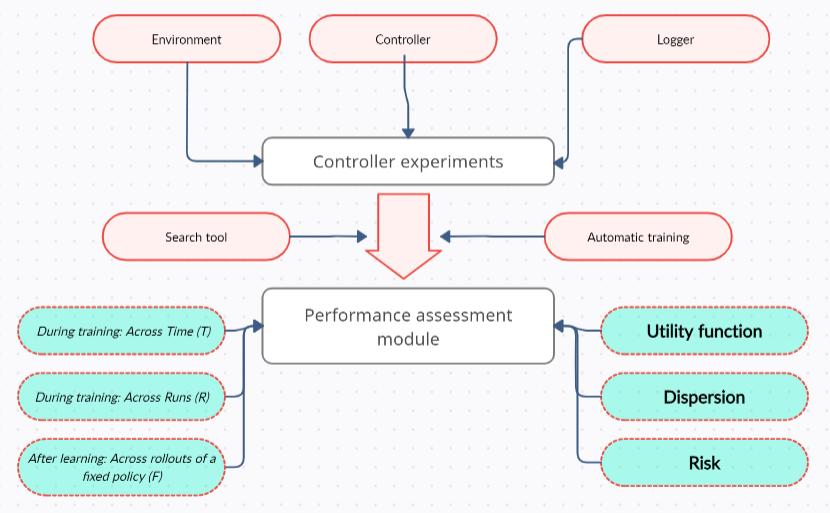 Environment
Controller
Logger
Controller experiments
Search tool
Automatic training
Performance assessment
module
During training: Across Time (T)
During training: Across Runs (R)
After learning: Across rollouts of a
fixed policy (F)
Utility function
Dispersion
Risk